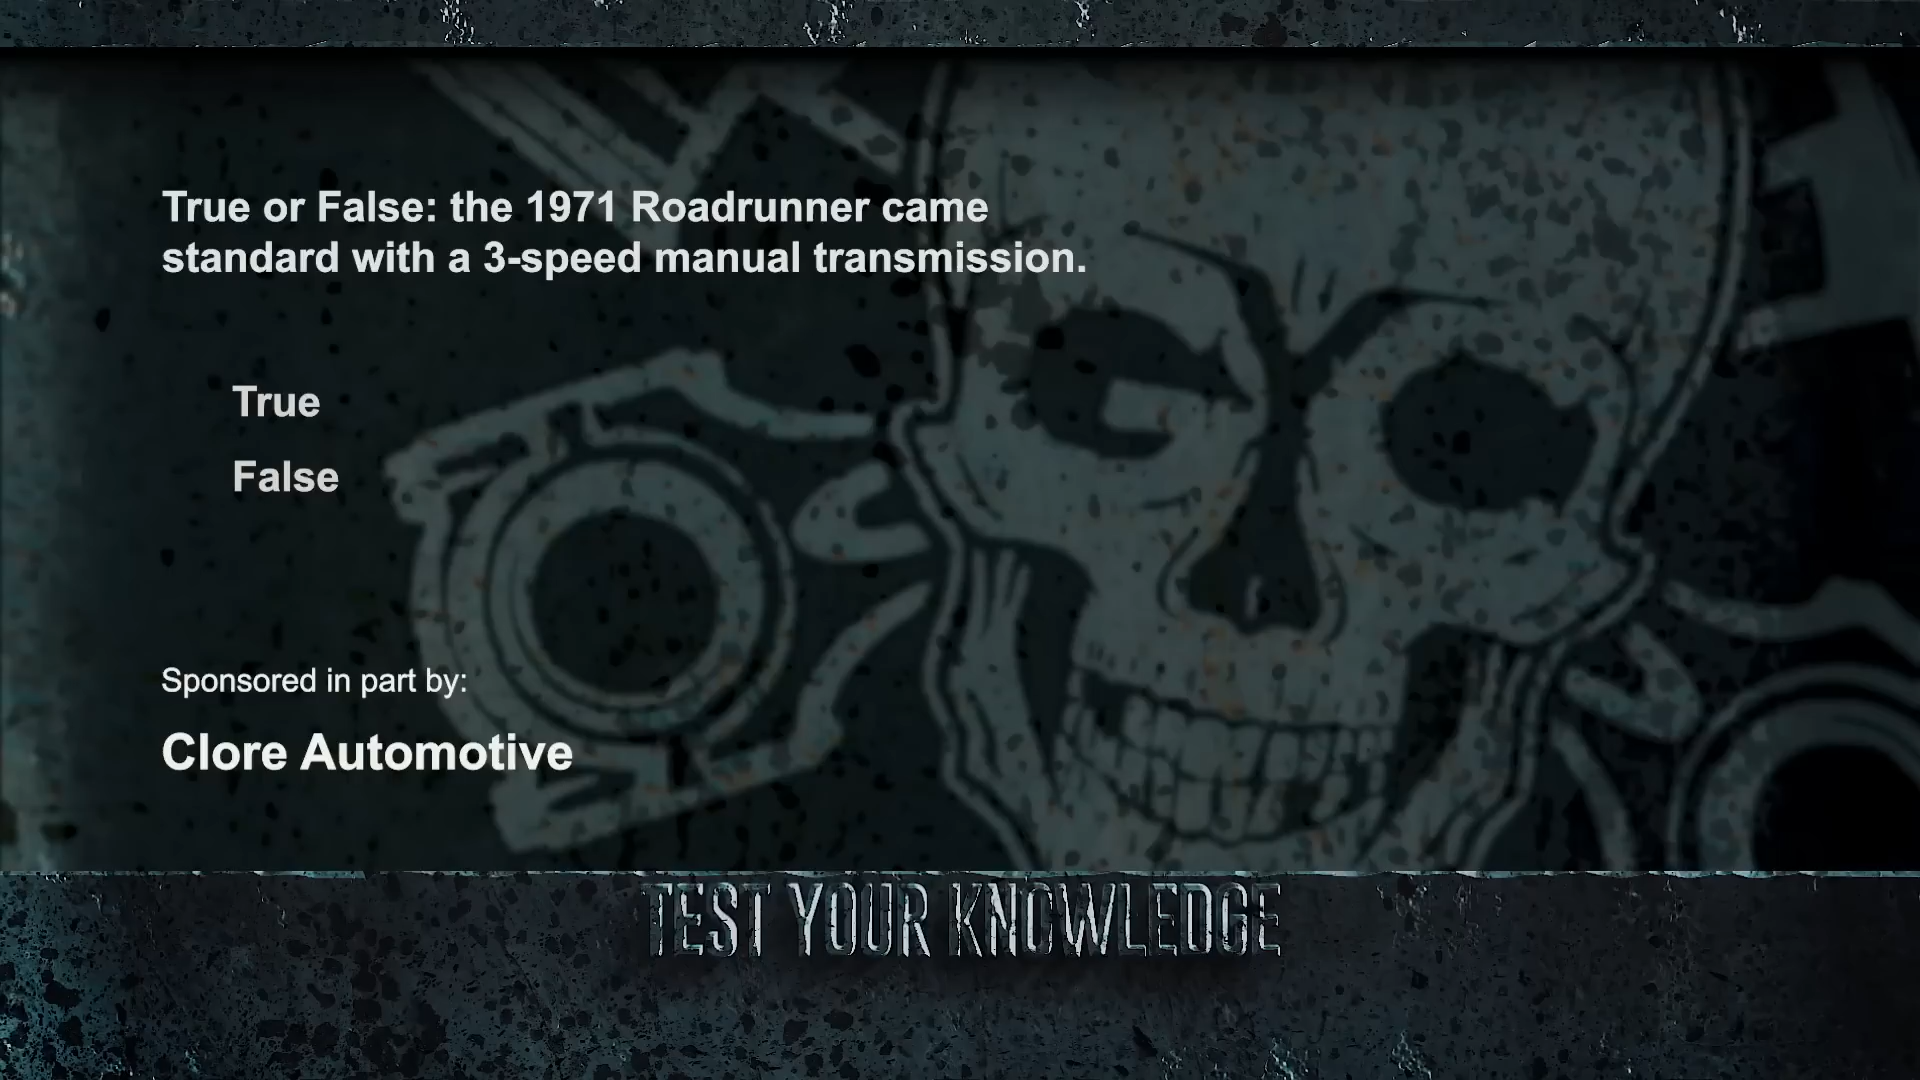 True or False: the 1971 Roadrunner came
standard with a 3-speed manual transmission.
True
False
Sponsored in part by:
Clore Automotive
TEST YOUR KNOWLEDGE